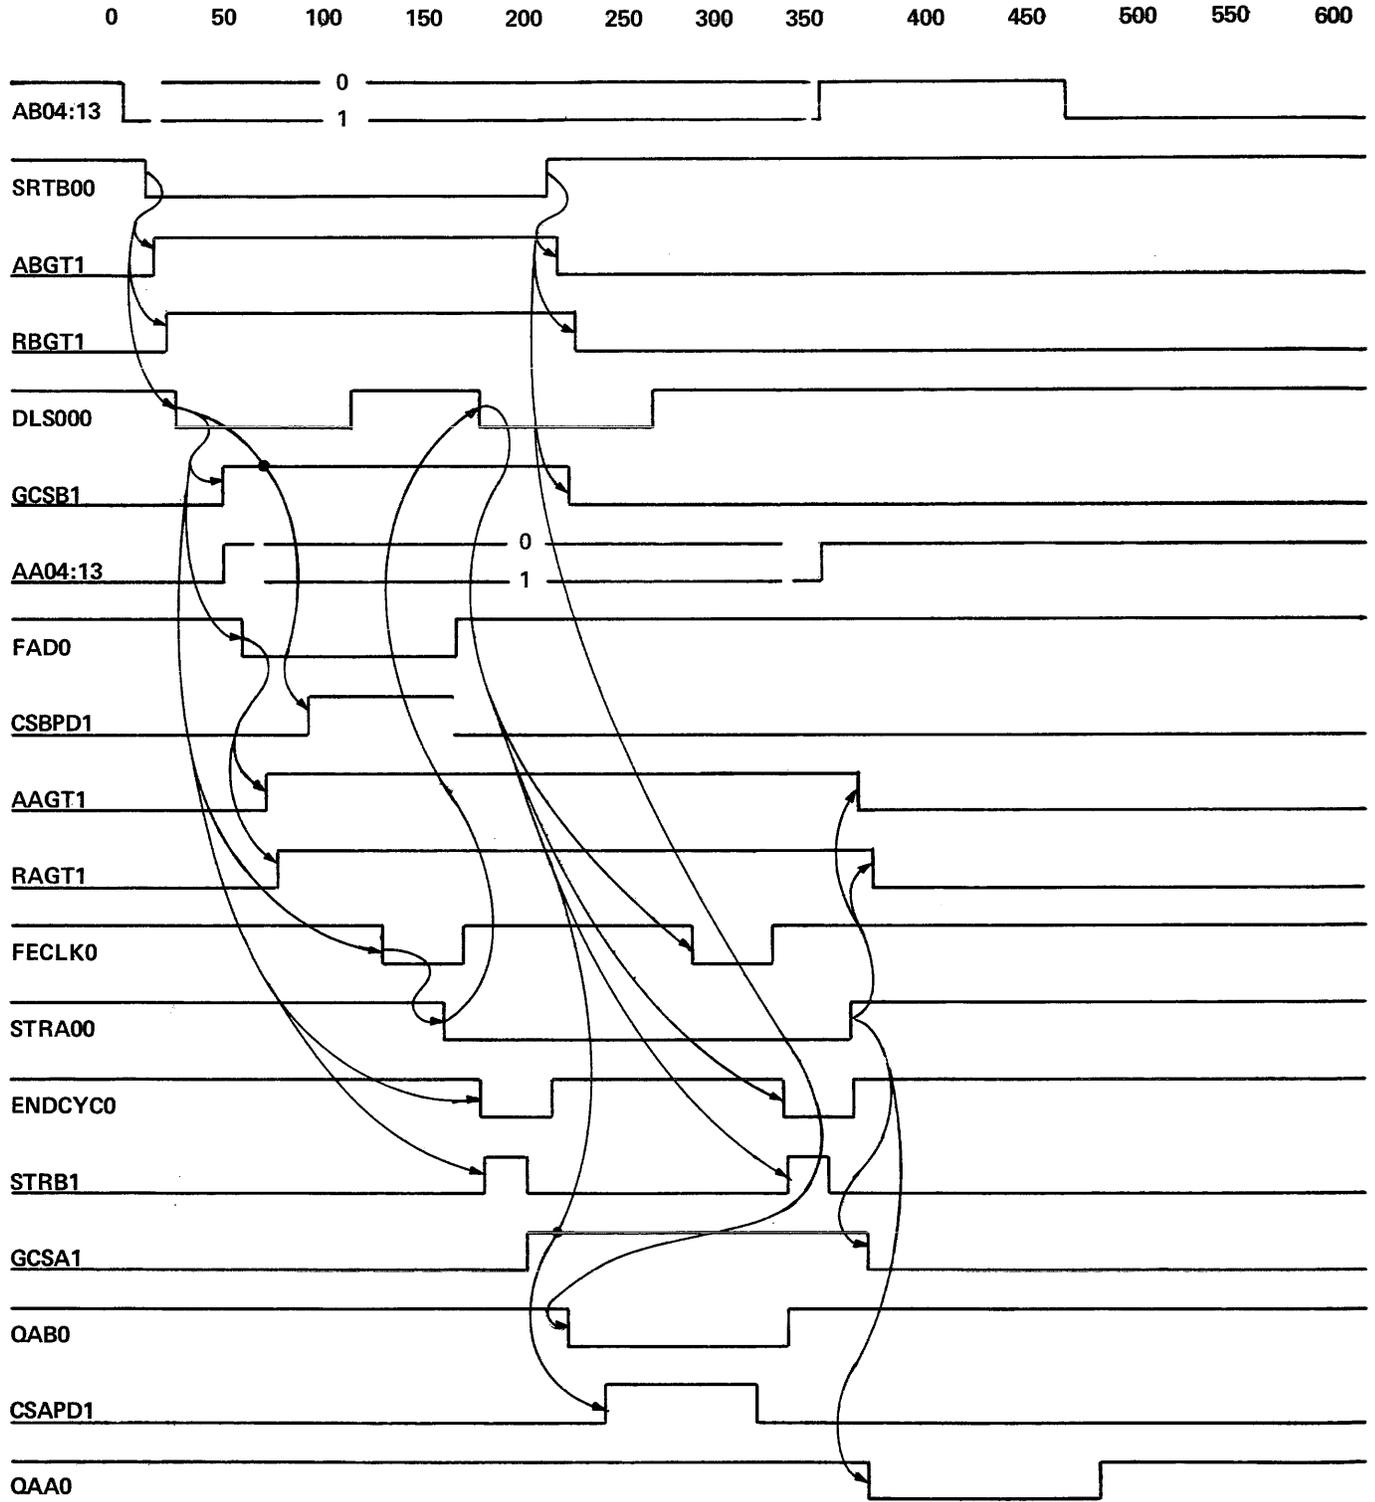 0 50 100 150 200 250 300 350 400 450 500 550 600
0
AB04:13
1
SRTB00
ABGT1
RBGT1
DLS000
GCSB1
0
AA04:13
1
FAD0
CSBPD1
AAGT1
RAGT1
FECLK0
STRA00
ENDCYC0
STRB1
GCSA1
QAB0
CSAPD1
QAA0